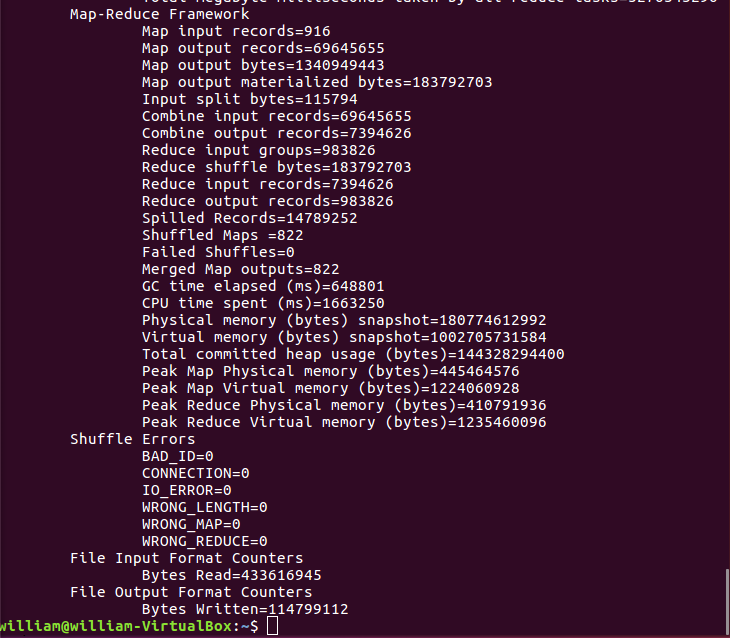 Total megabyte-milliseconds taken by all reduce tasks=
Map-Reduce Framework
Map input records=916
Map output records=69645655
Map output bytes=1340949443
Map output materialized bytes=183792703
Input split bytes=115794
Combine input records=69645655
Combine output records=7394626
Reduce input groups=983826
Reduce shuffle bytes=183792703
Reduce input records=7394626
Reduce output records=983826
Spilled Records=14789252
Shuffled Maps =822
Failed Shuffles=0
Merged Map outputs=822
GC time elapsed (ms)=648801
CPU time spent (ms)=1663250
Physical memory (bytes) snapshot=180774612992
Virtual memory (bytes) snapshot=1002705731584
Total committed heap usage (bytes)=144328294400
Peak Map Physical memory (bytes)=445464576
Peak Map Virtual memory (bytes)=1224060928
Peak Reduce Physical memory (bytes)=410791936
Peak Reduce Virtual memory (bytes)=1235460096
Shuffle Errors
BAD_ID=0
CONNECTION=0
IO_ERROR=0
WRONG_LENGTH=0
WRONG_MAP=0
WRONG_REDUCE=0
File Input Format Counters
Bytes Read=433616945
File Output Format Counters
Bytes Written=114799112
william@william-VirtualBox:~$